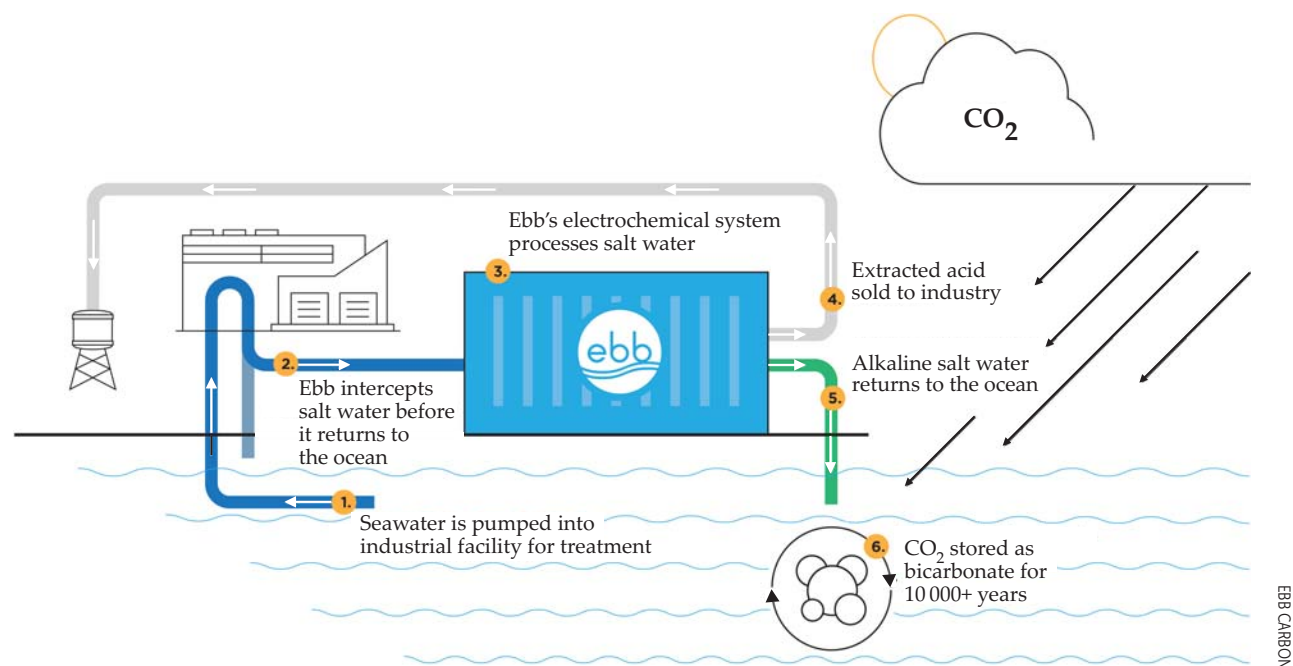 CO2
Ebb's electrochemical system
processes salt water
3.
Extracted acid
sold to industry
4.
ebb
2.
Ebb intercepts
salt water before
it returns to
the ocean
Alkaline salt water
returns to the ocean
5.
1.
Seawater is pumped into
industrial facility for treatment
6.
CO2 stored as
bicarbonate for
10 000+ years
EBB CARBON